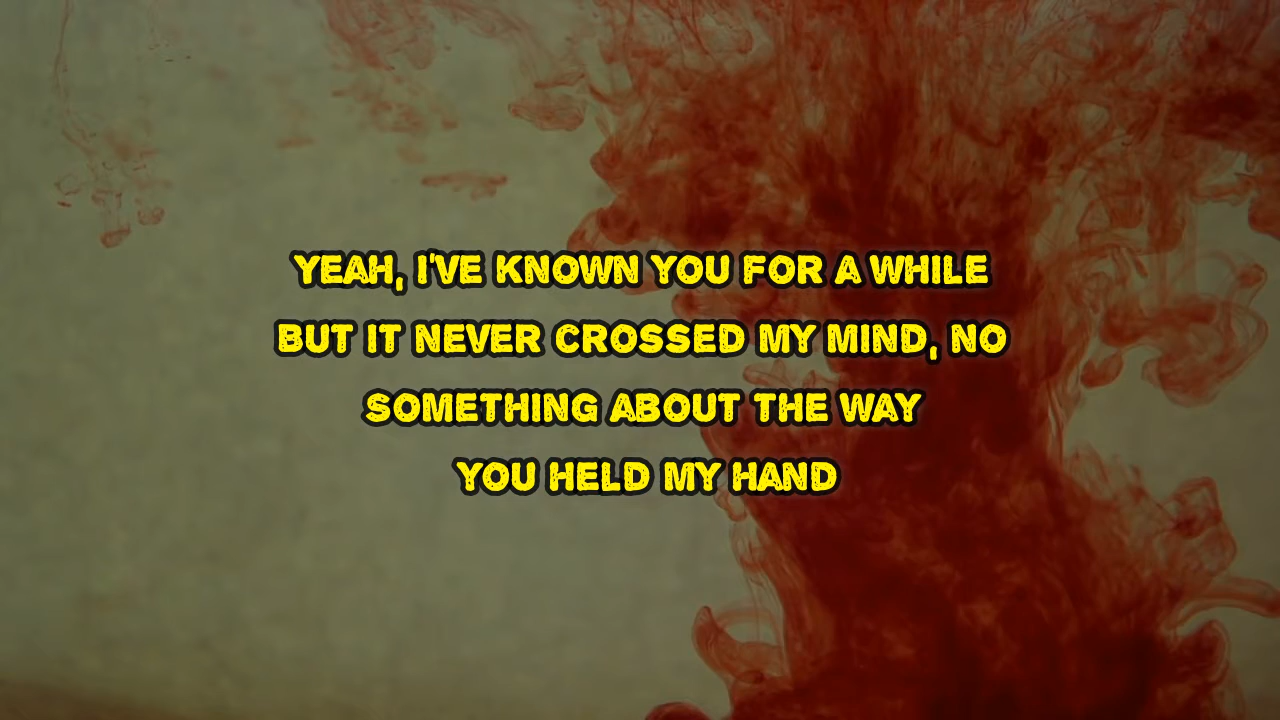 YEAH, I'VE KNOWN YOU FOR A WHILE
BUT IT NEVER CROSSED MY MIND, NO
SOMETHING ABOUT THE WAY
YOU HELD MY HAND